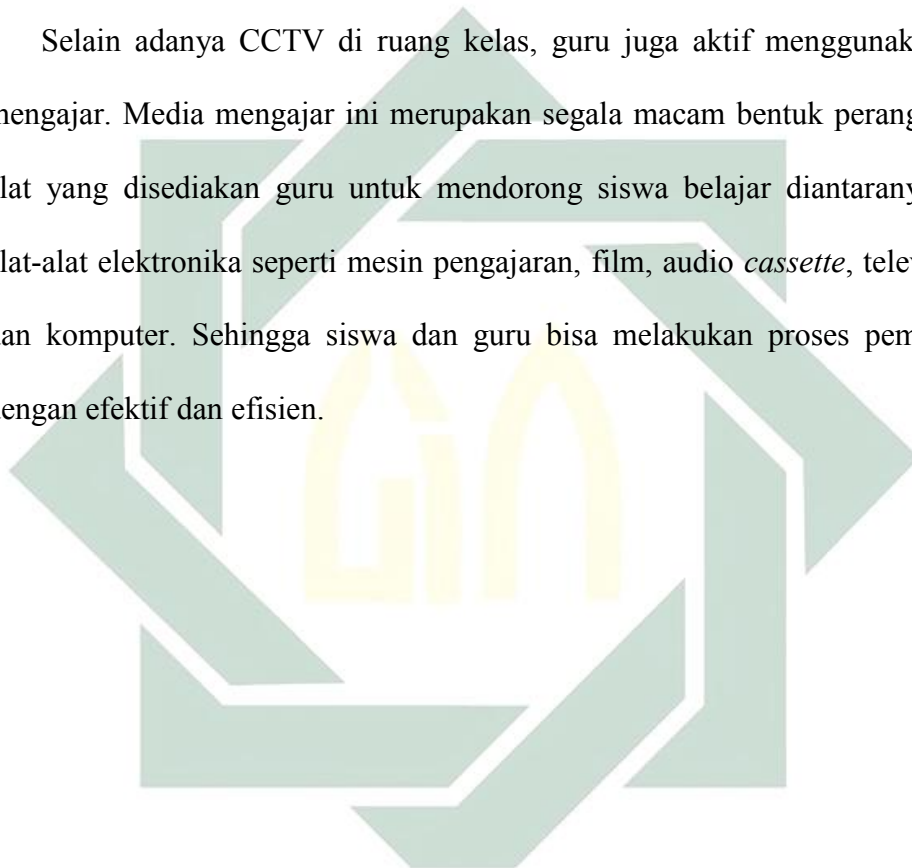 Selain adanya CCTV di ruang kelas, guru juga aktif menggunak
mengajar. Media mengajar ini merupakan segala macam bentuk perang
lat yang disediakan guru untuk mendorong siswa belajar diantarany
lat-alat elektronika seperti mesin pengajaran, film, audio cassette, telev
dan komputer. Sehingga siswa dan guru bisa melakukan proses pem
dengan efektif dan efisien.